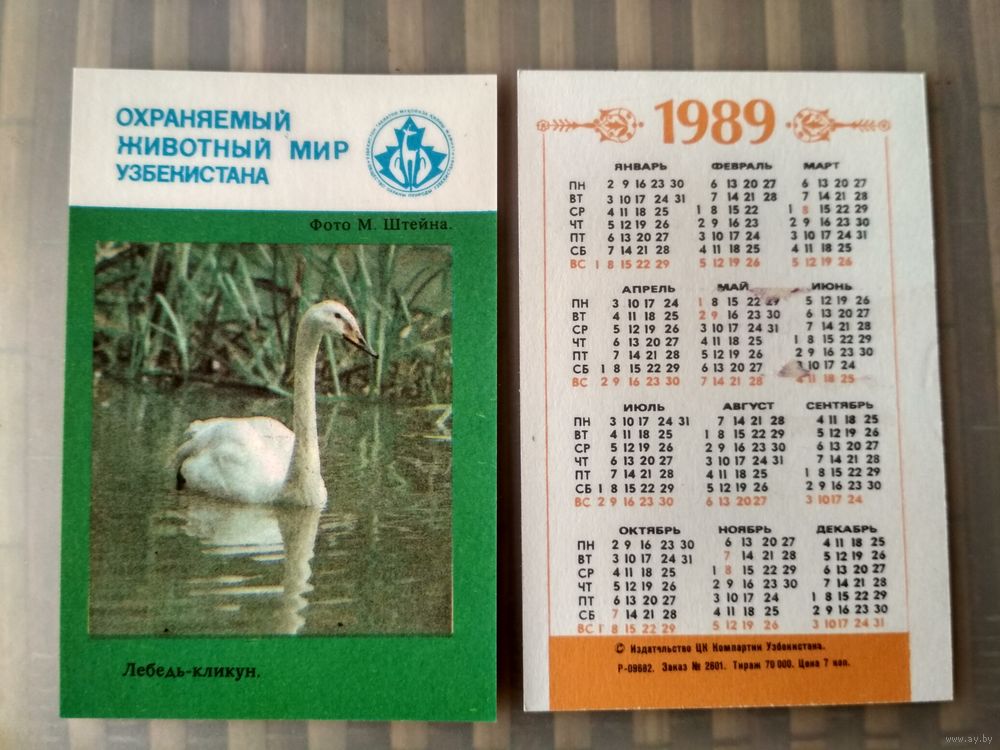 ОХРАНЯЕМЫЙ
ЖИВОТНЫЙ МИР
УЗБЕКИСТАНА
Фото М. Штейна.
Лебедь-кликун.
1989
ЯНВАРЬ ФЕВРАЛЬ МАРТ
ПН 2 9 16 23 30 6 13 20 27 6 13 20 27
ВТ 3 10 17 24 31 7 14 21 28 7 14 21 28
СР 4 11 18 25 1 8 15 22 1 8 15 22 29
ЧТ 5 12 19 26 2 9 16 23 2 9 16 23 30
ПТ 6 13 20 27 3 10 17 24 3 10 17 24 31
СБ 7 14 21 28 4 11 18 25 4 11 18 25
ВС 1 8 15 22 29 5 12 19 26 5 12 19 26
АПРЕЛЬ МАЙ ИЮНЬ
ПН 3 10 17 24 1 8 15 22 29 5 12 19 26
ВТ 4 11 18 25 2 9 16 23 30 6 13 20 27
СР 5 12 19 26 3 10 17 24 31 7 14 21 28
ЧТ 6 13 20 27 4 11 18 25 1 8 15 22 29
ПТ 7 14 21 28 5 12 19 26 2 9 16 23 30
СБ 1 8 15 22 29 6 13 20 27 3 10 17 24
ВС 2 9 16 23 30 7 14 21 28 4 11 18 25
ИЮЛЬ АВГУСТ СЕНТЯБРЬ
ПН 3 10 17 24 31 7 14 21 28 4 11 18 25
ВТ 4 11 18 25 1 8 15 22 29 5 12 19 26
СР 5 12 19 26 2 9 16 23 30 6 13 20 27
ЧТ 6 13 20 27 3 10 17 24 31 7 14 21 28
ПТ 7 14 21 28 4 11 18 25 1 8 15 22 29
СБ 1 8 15 22 29 5 12 19 26 2 9 16 23 30
ВС 2 9 16 23 30 6 13 20 27 3 10 17 24
ОКТЯБРЬ НОЯБРЬ ДЕКАБРЬ
ПН 2 9 16 23 30 6 13 20 27 4 11 18 25
ВТ 3 10 17 24 31 7 14 21 28 5 12 19 26
СР 4 11 18 25 1 8 15 22 29 6 13 20 27
ЧТ 5 12 19 26 2 9 16 23 30 7 14 21 28
ПТ 6 13 20 27 3 10 17 24 1 8 15 22 29
СБ 7 14 21 28 4 11 18 25 2 9 16 23 30
ВС 1 8 15 22 29 5 12 19 26 3 10 17 24 31
© Издательство ЦК Компартии Узбекистана.
Р-09682. Заказ № 2601. Тираж 70 000. Цена 7 коп.
www.ay.by